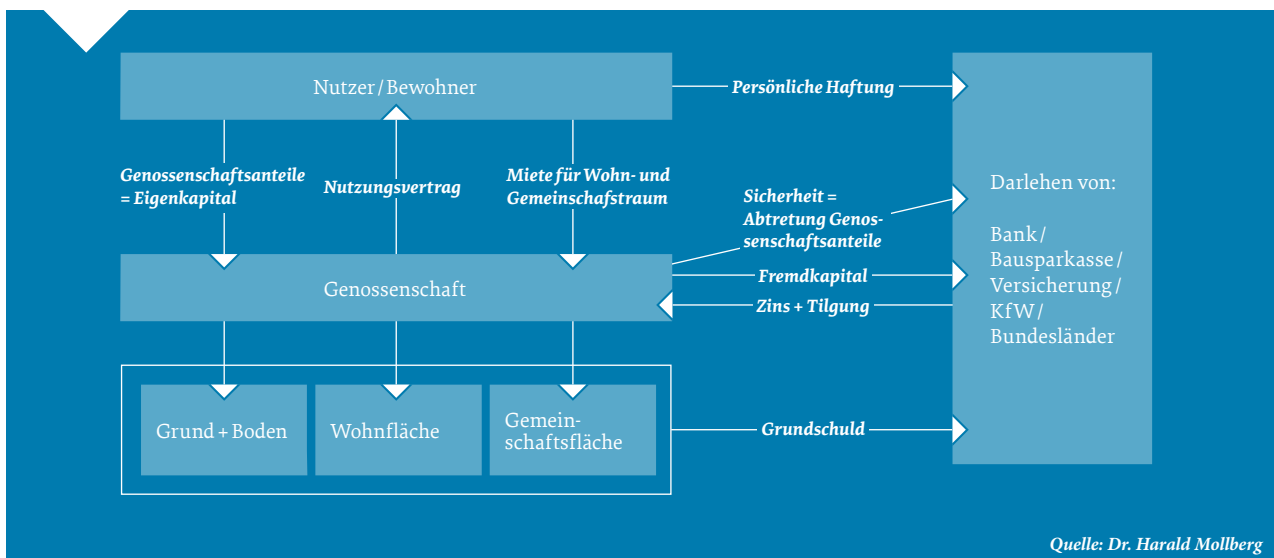 Nutzer/Bewohner
Persönliche Haftung
Genossenschaftsanteile
= Eigenkapital
Nutzungsvertrag
Miete für Wohn- und
Gemeinschafstraum
Sicherheit =
Abtretung Genos-
senschaftsanteile
Darlehen von:
Bank/
Bausparkasse/
Versicherung/
KfW/
Bundesländer
Genossenschaft
Fremdkapital
Zins + Tilgung
Grund + Boden
Wohnfläche
Gemein-
schaftsfläche
Grundschuld
Quelle: Dr. Harald Mollberg